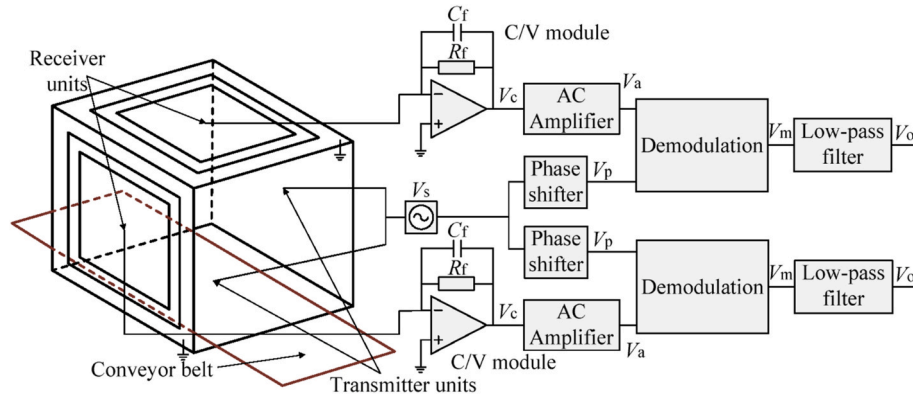 Receiver
units
Cf
Rf
C/V module
Vc
AC
Amplifier
Va
Demodulation
Vm
Low-pass
filter
Vo
Phase
shifter
Vp
Vs
Phase
shifter
Vp
Cf
Rf
Vc
AC
Amplifier
Va
Demodulation
Vm
Low-pass
filter
Vo
C/V module
Conveyor belt
Transmitter units